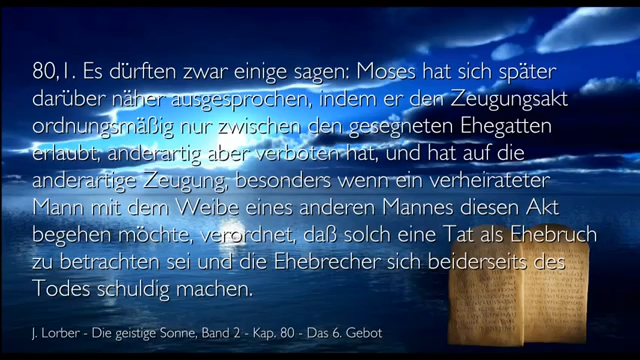 80,1. Es dürften zwar einige sagen: Moses hat sich später
darüber näher ausgesprochen, indem er den Zeugungsakt
ordnungsmäßig nur zwischen den gesegneten Ehegatten
erlaubt, anderartig aber verboten hat, und hat auf die
anderartige Zeugung, besonders wenn ein verheirateter
Mann mit dem Weibe eines anderen Mannes diesen Akt
begehen möchte, verordnet, daß solch eine Tat als Ehebruch
zu betrachten sei und die Ehebrecher sich beiderseits des
Todes schuldig machen.
J. Lorber - Die geistige Sonne, Band 2 - Kap. 80 - Das 6. Gebot